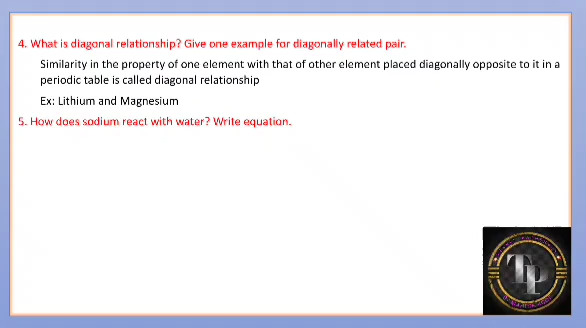 4. What is diagonal relationship? Give one example for diagonally related pair.
Similarity in the property of one element with that of other element placed diagonally opposite to it in a
periodic table is called diagonal relationship
Ex: Lithium and Magnesium
5. How does sodium react with water? Write equation.
TP